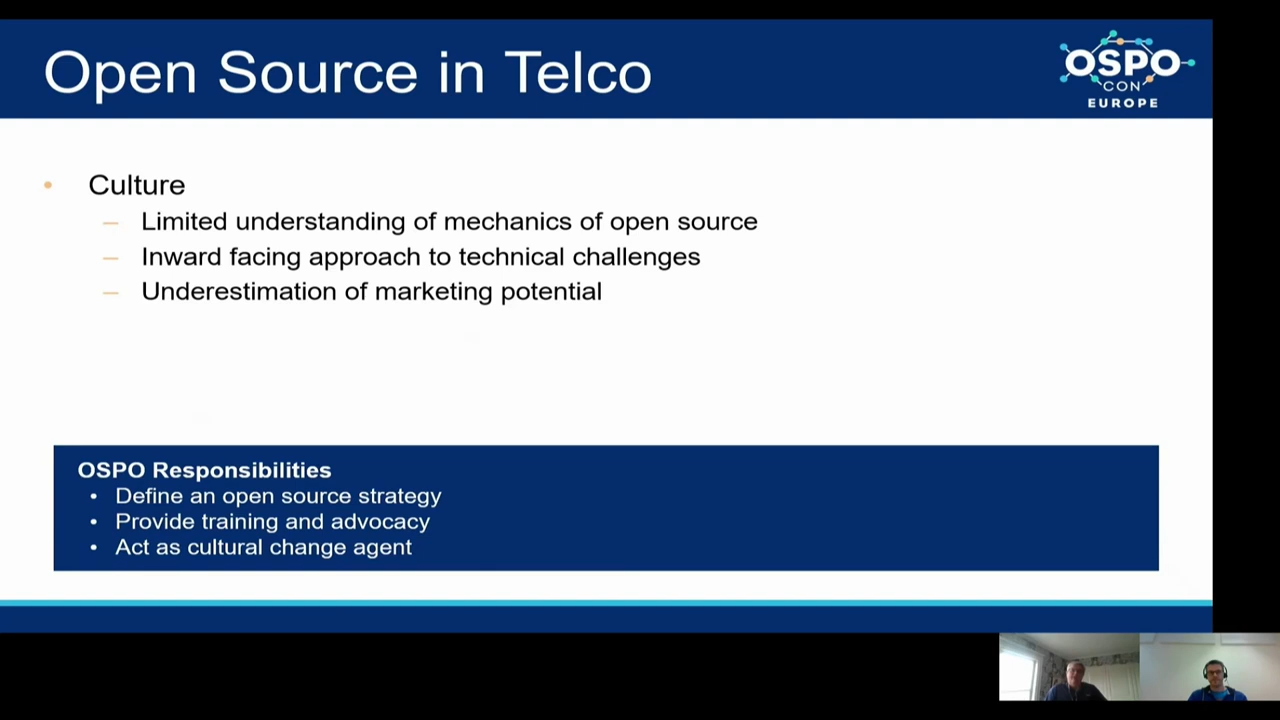 Open Source in Telco
OSPO
CON
EUROPE
• Culture
– Limited understanding of mechanics of open source
– Inward facing approach to technical challenges
– Underestimation of marketing potential
OSPO Responsibilities
• Define an open source strategy
• Provide training and advocacy
• Act as cultural change agent